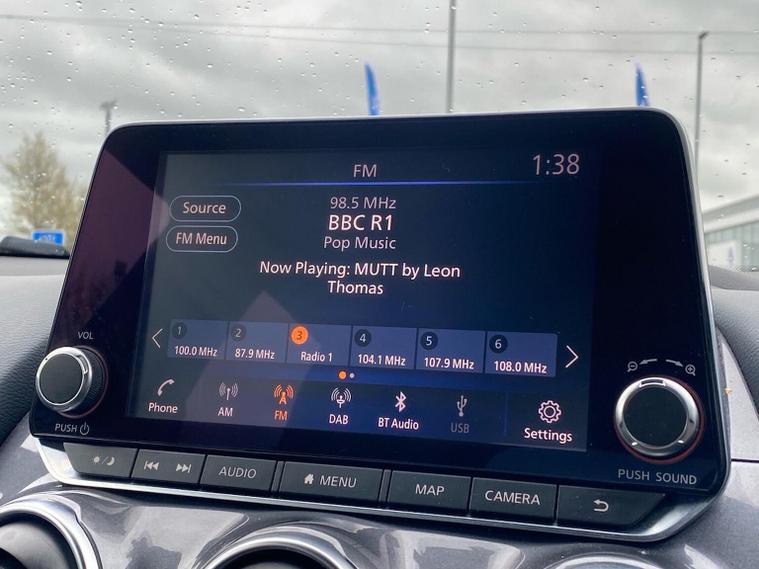 FM
1:38
Source
98.5 MHz
BBC R1
FM Menu
Pop Music
Now Playing: MUTT by Leon
Thomas
VOL
1
2
3
4
5
6
100.0 MHz
87.9 MHz
Radio 1
104.1 MHz
107.9 MHz
108.0 MHz
Phone
AM
FM
DAB
BT Audio
USB
Settings
PUSH
PUSH SOUND
AUDIO
MENU
MAP
CAMERA